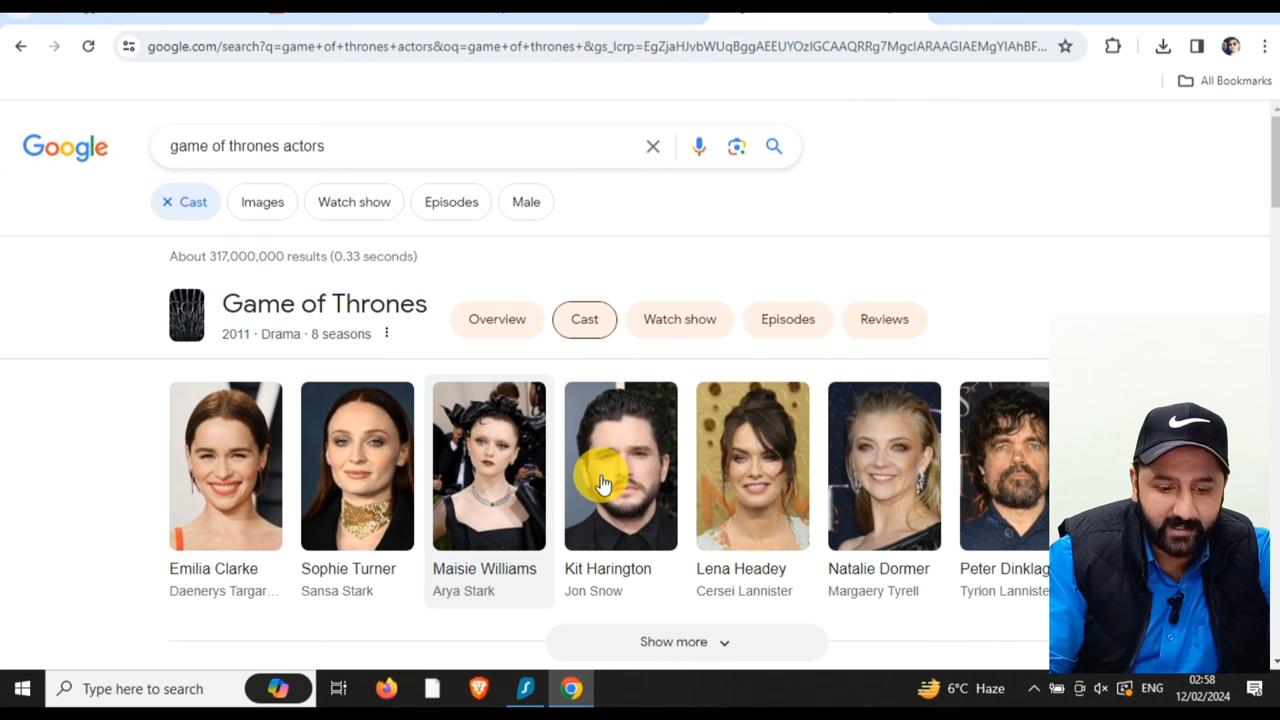 google.com/search?q=game+of+thrones+actors&oq=game+of+thrones+&gs_lcrp=EgZjaHJvbWUqBggAEEUYOzIGCAAQRRg7MgcIARAAGIAEMgYIAhBF...
All Bookmarks
Google
game of thrones actors
Cast
Images
Watch show
Episodes
Male
About 317,000,000 results (0.33 seconds)
Game of Thrones
2011 · Drama · 8 seasons
Overview
Cast
Watch show
Episodes
Reviews
Emilia Clarke
Daenerys Targar...
Sophie Turner
Sansa Stark
Maisie Williams
Arya Stark
Kit Harington
Jon Snow
Lena Headey
Cersei Lannister
Natalie Dormer
Margaery Tyrell
Peter Dinklag
Tyrion Lanniste
Show more
Type here to search
6°C Haze
ENG
02:58
12/02/2024